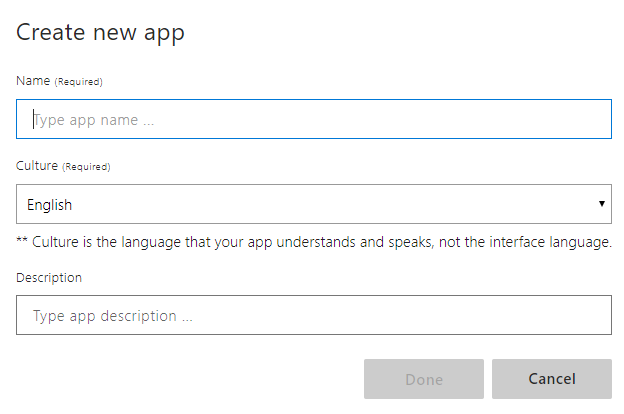 Create new app
Name (Required)
Type app name ...
Culture (Required)
English
** Culture is the language that your app understands and speaks, not the interface language.
Description
Type app description ...
Done Cancel